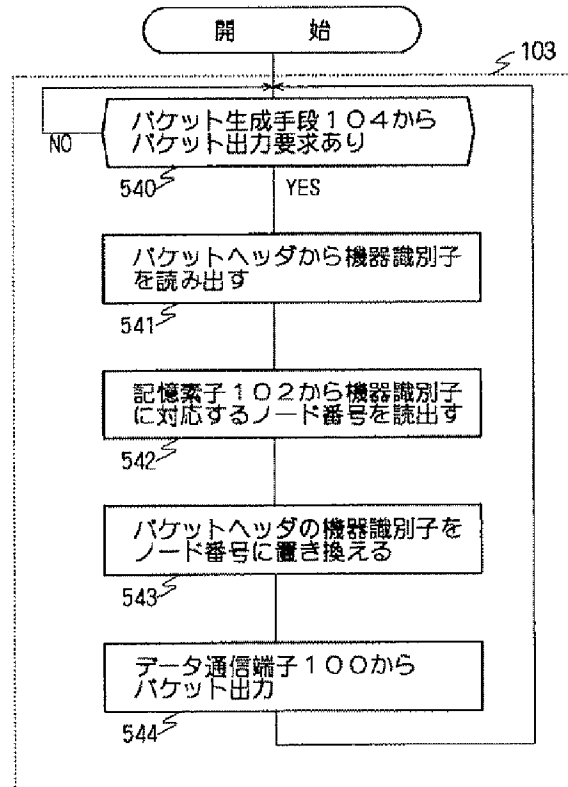 開始
103
パケット生成手段104から
パケット出力要求あり
NO
540
YES
パケットヘッダから機器識別子
を読み出す
541
記憶素子102から機器識別子
に対応するノード番号を読出す
542
パケットヘッダの機器識別子を
ノード番号に置き換える
543
データ通信端子100から
パケット出力
544